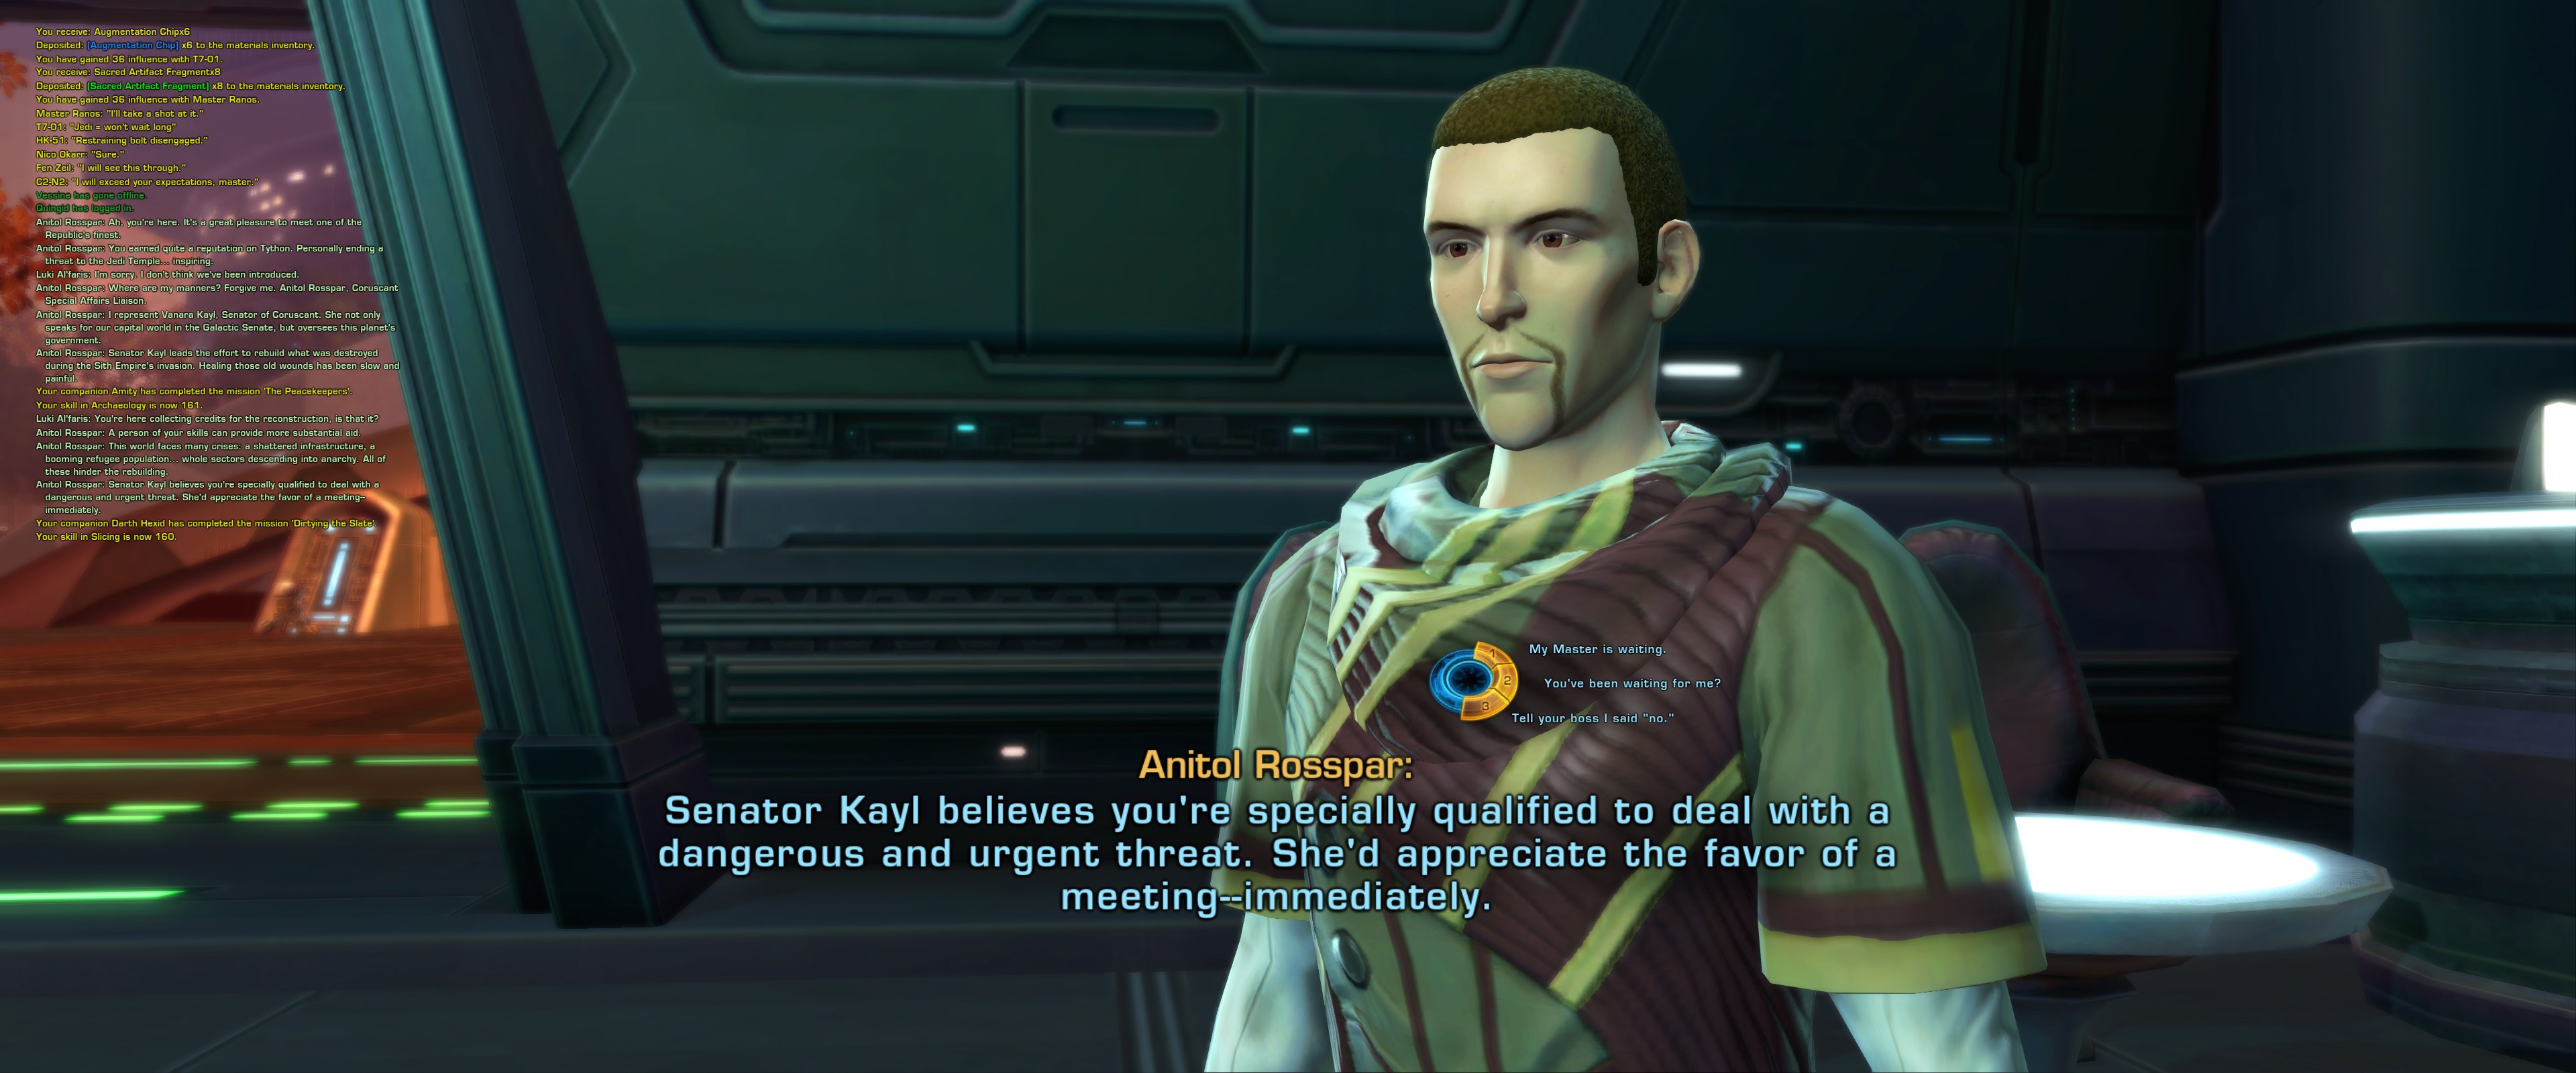 You receive: Augmentation Chipx6
Deposited: [Augmentation Chip] x6 to the materials inventory.
You have gained 36 influence with T7-01.
You receive: Sacred Artifact Fragmentx8
Deposited: [Sacred Artifact Fragment] x8 to the materials inventory.
You have gained 36 influence with Master Ranos.
Master Ranos: "I'll take a shot at it."
T7-01: "Jedi = won't wait long"
HK-51: "Restraining bolt disengaged."
Nico Okarr: "Sure."
Fen Zeil: "I will see this through."
C2-N2: "I will exceed your expectations, master."
Vessine has gone offline.
Quingid has logged in.
Anitol Rosspar: Ah, you're here. It's a great pleasure to meet one of the
Republic's finest.
Anitol Rosspar: You earned quite a reputation on Tython. Personally ending a
threat to the Jedi Temple... inspiring.
Luki Al'faris: I'm sorry. I don't think we've been introduced.
Anitol Rosspar: Where are my manners? Forgive me. Anitol Rosspar, Coruscant
Special Affairs Liaison.
Anitol Rosspar: I represent Vanara Kayl, Senator of Coruscant. She not only
speaks for our capital world in the Galactic Senate, but oversees this planet's
government.
Anitol Rosspar: Senator Kayl leads the effort to rebuild what was destroyed
during the Sith Empire's invasion. Healing those old wounds has been slow and
painful.
Your companion Amity has completed the mission 'The Peacekeepers'.
Your skill in Archaeology is now 161.
Luki Al'faris: You're here collecting credits for the reconstruction, is that it?
Anitol Rosspar: A person of your skills can provide more substantial aid.
Anitol Rosspar: This world faces many crises: a shattered infrastructure, a
booming refugee population... whole sectors descending into anarchy. All of
these hinder the rebuilding.
Anitol Rosspar: Senator Kayl believes you're specially qualified to deal with a
dangerous and urgent threat. She'd appreciate the favor of a meeting--
immediately.
Your companion Darth Hexid has completed the mission 'Dirtying the Slate'.
Your skill in Slicing is now 160.
1 My Master is waiting.
2 You've been waiting for me?
3 Tell your boss I said "no."
Anitol Rosspar:
Senator Kayl believes you're specially qualified to deal with a
dangerous and urgent threat. She'd appreciate the favor of a
meeting--immediately.